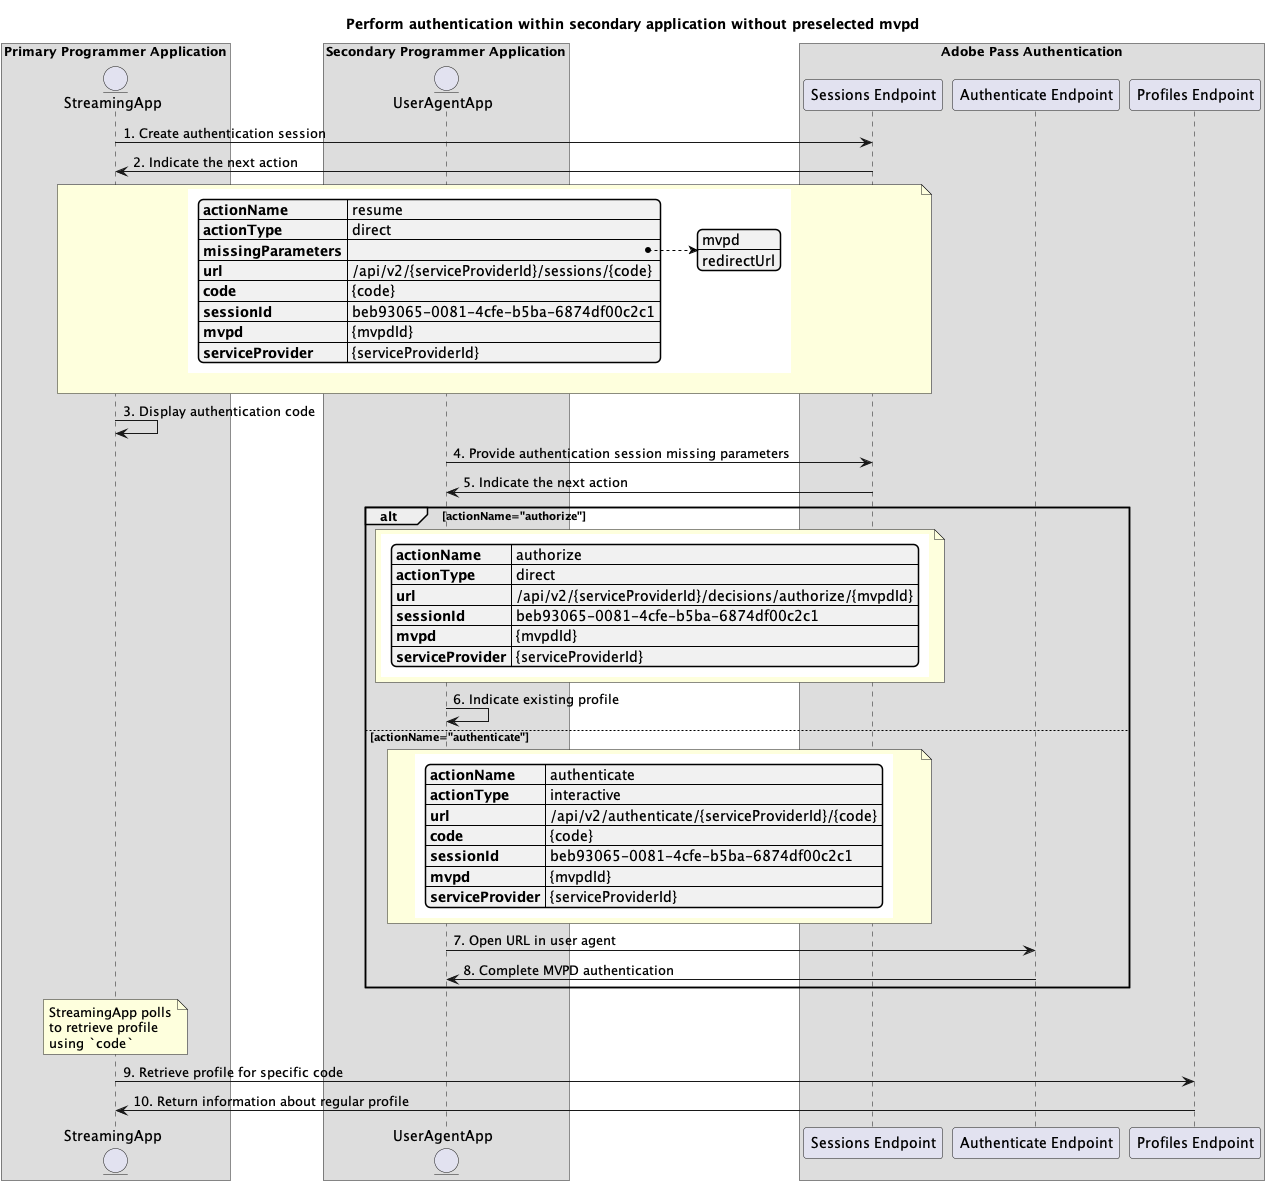 Perform authentication within secondary application without preselected mvpd
Primary Programmer Application
Secondary Programmer Application
Adobe Pass Authentication
StreamingApp
UserAgentApp
Sessions Endpoint
Authenticate Endpoint
Profiles Endpoint
1. Create authentication session
2. Indicate the next action
actionName resume
actionType direct
missingParameters
mvpd
redirectUrl
url /api/v2/{serviceProviderId}/sessions/{code}
code {code}
sessionId beb93065-0081-4cfe-b5ba-6874df00c2c1
mvpd {mvpdId}
serviceProvider {serviceProviderId}
3. Display authentication code
4. Provide authentication session missing parameters
5. Indicate the next action
alt [actionName="authorize"]
actionName authorize
actionType direct
url /api/v2/{serviceProviderId}/decisions/authorize/{mvpdId}
sessionId beb93065-0081-4cfe-b5ba-6874df00c2c1
mvpd {mvpdId}
serviceProvider {serviceProviderId}
6. Indicate existing profile
[actionName="authenticate"]
actionName authenticate
actionType interactive
url /api/v2/authenticate/{serviceProviderId}/{code}
code {code}
sessionId beb93065-0081-4cfe-b5ba-6874df00c2c1
mvpd {mvpdId}
serviceProvider {serviceProviderId}
7. Open URL in user agent
8. Complete MVPD authentication
StreamingApp polls
to retrieve profile
using `code`
9. Retrieve profile for specific code
10. Return information about regular profile
StreamingApp
UserAgentApp
Sessions Endpoint
Authenticate Endpoint
Profiles Endpoint